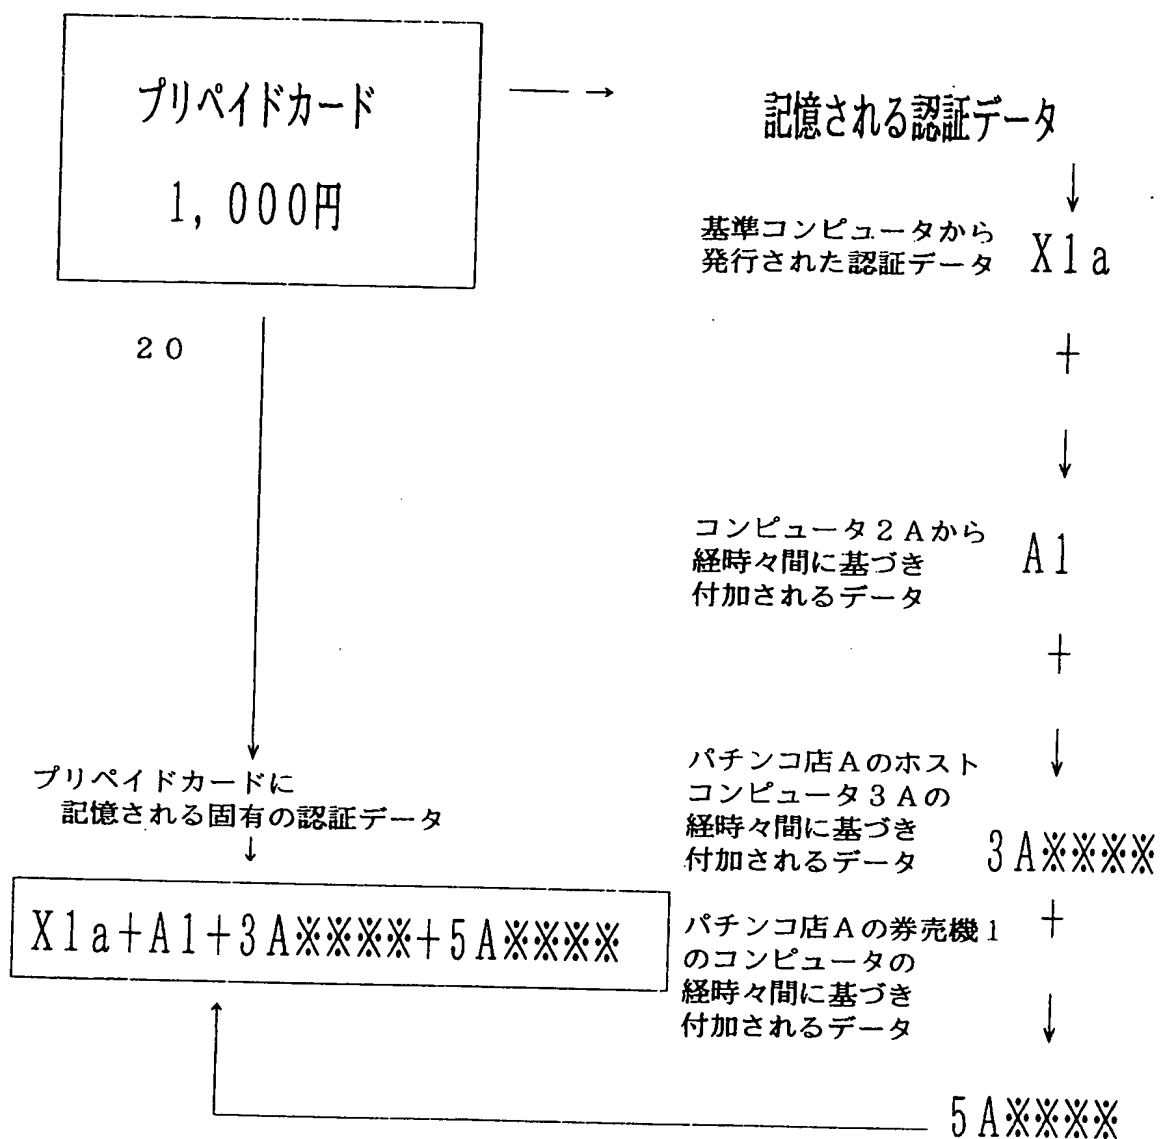 プリペイドカード
1,000円
20
記憶される認証データ
基準コンピュータから
発行された認証データ
X1a
+
コンピュータ2Aから
経時々間に基づき
付加されるデータ
A1
+
パチンコ店Aのホスト
コンピュータ3Aの
経時々間に基づき
付加されるデータ
3A※※※※
+
パチンコ店Aの券売機1
のコンピュータの
経時々間に基づき
付加されるデータ
5A※※※※
プリペイドカードに
記憶される固有の認証データ
X1a+A1+3A※※※※+5A※※※※